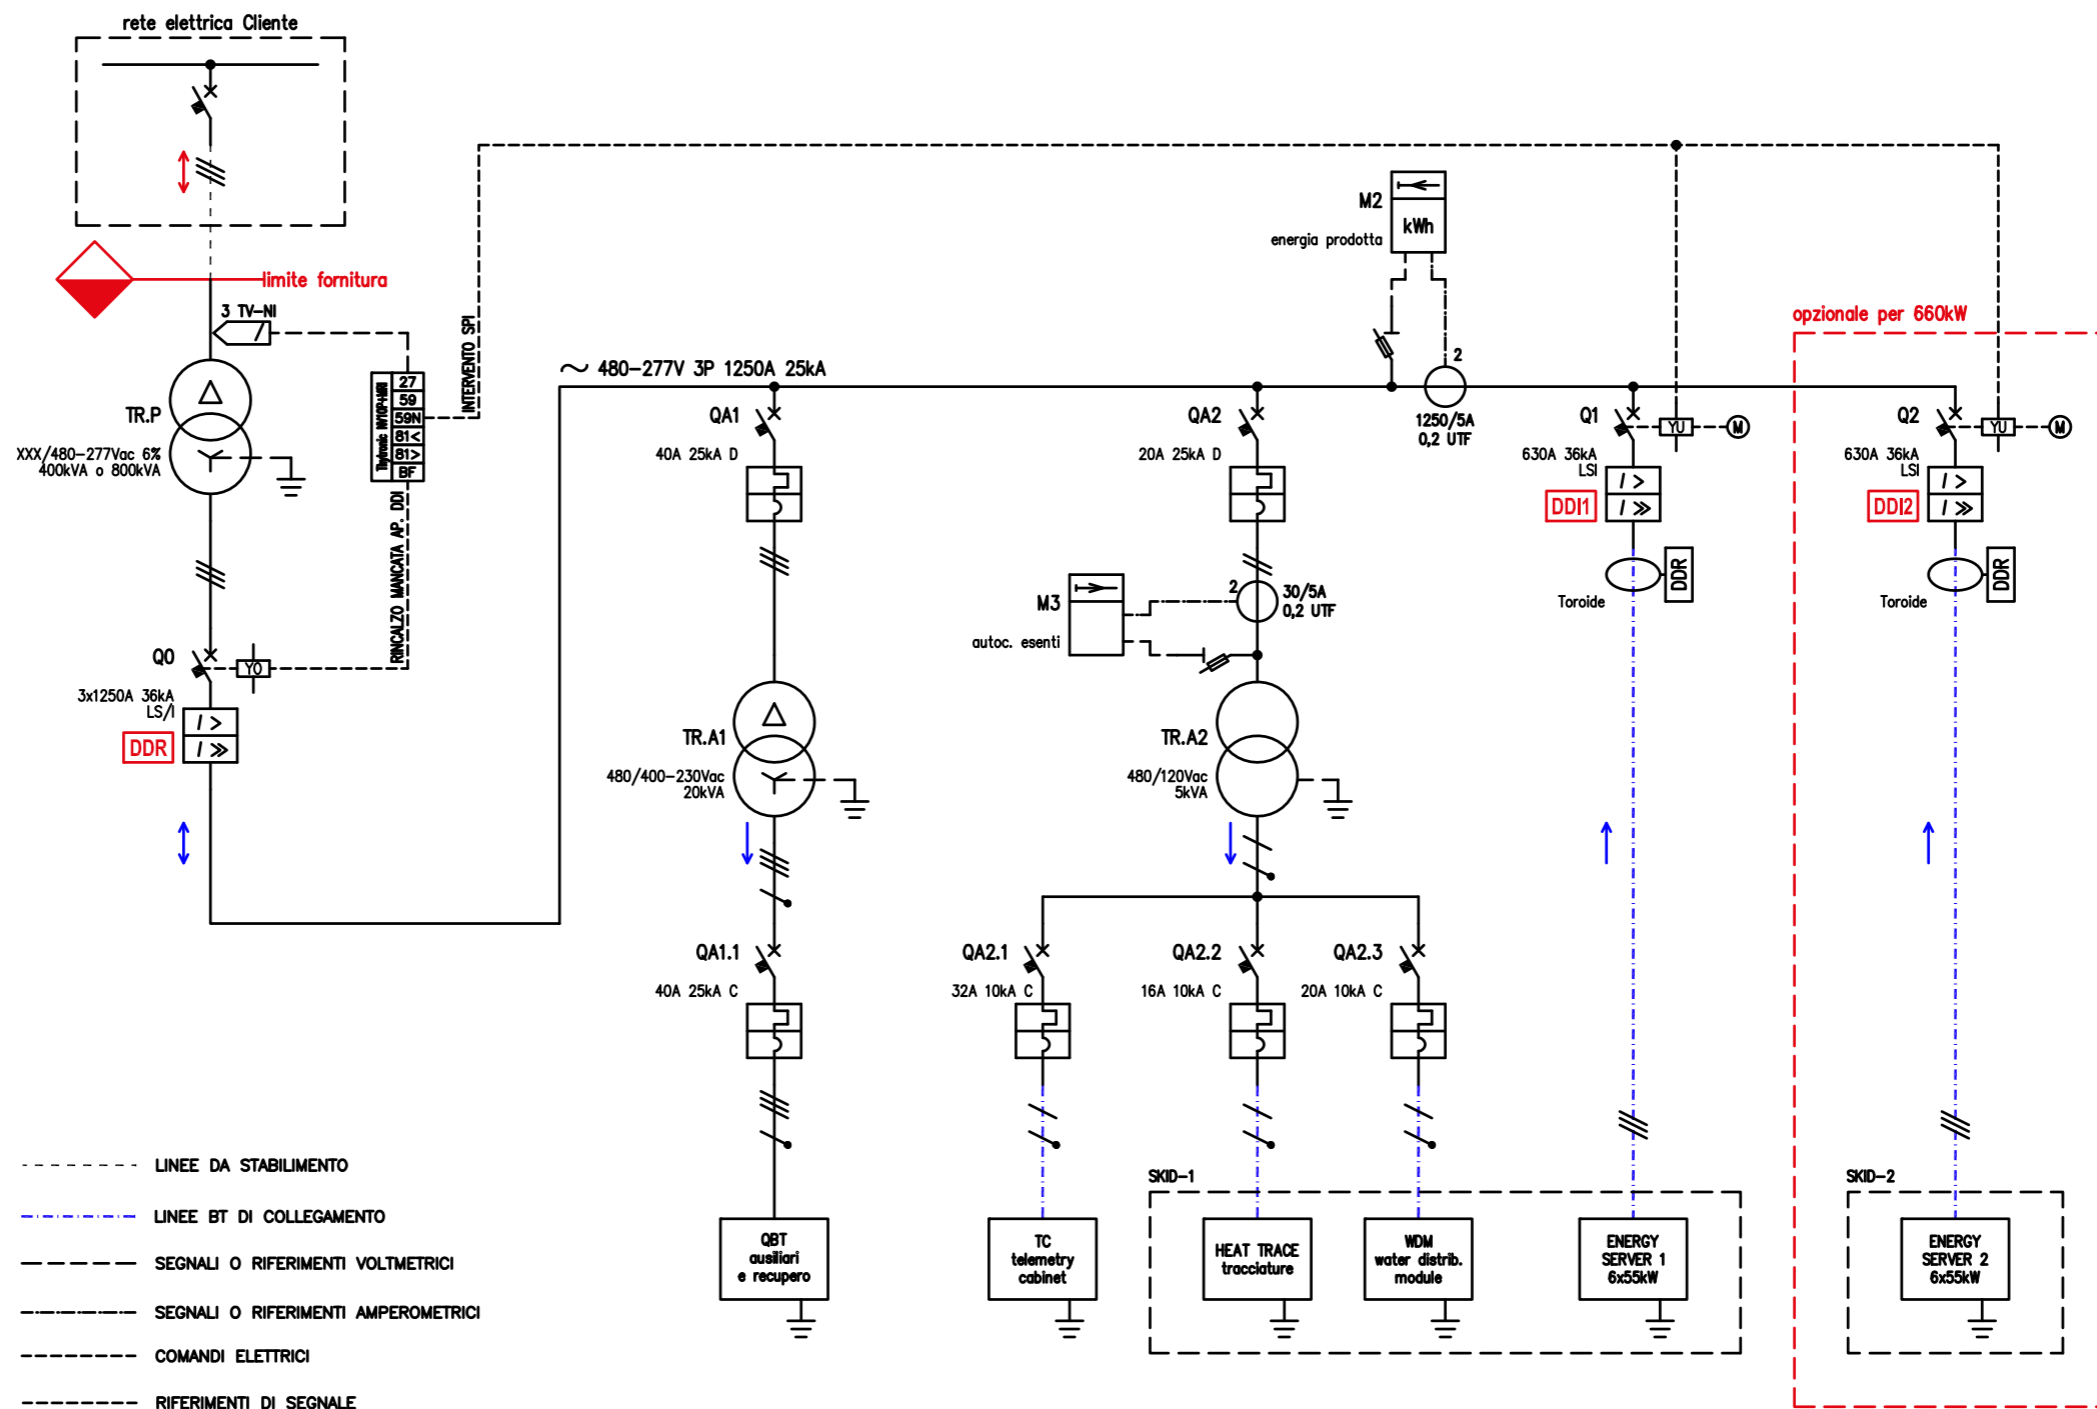 rete elettrica Cliente
limite fornitura
3 TV-NI
TR.P
XXX/480-277Vac 6%
400kVA o 800kVA
27
59
59N
81<
81>
BF
INTERVENTO SPI
RINCALZO MANCATA AP. DDI
Q0
YO
3x1250A 36kA
LS/I
I >
I >>
DDR
~ 480-277V 3P 1250A 25kA
QA1
40A 25kA D
TR.A1
480/400-230Vac
20kVA
QA1.1
40A 25kA C
QBT
ausiliari
e recupero
QA2
20A 25kA D
M3
autoc. esenti
2
30/5A
0,2 UTF
TR.A2
480/120Vac
5kVA
QA2.1
32A 10kA C
QA2.2
16A 10kA C
QA2.3
20A 10kA C
TC
telemetry
cabinet
SKID-1
HEAT TRACE
tracciature
WDM
water distrib.
module
ENERGY
SERVER 1
6x55kW
M2
kWh
energia prodotta
2
1250/5A
0,2 UTF
Q1
YU
M
630A 36kA
LSI
I >
I >>
DDI1
DDR
Toroide
opzionale per 660kW
Q2
YU
M
630A 36kA
LSI
I >
I >>
DDI2
DDR
Toroide
SKID-2
ENERGY
SERVER 2
6x55kW
LINEE DA STABILIMENTO
LINEE BT DI COLLEGAMENTO
SEGNALI O RIFERIMENTI VOLTMETRICI
SEGNALI O RIFERIMENTI AMPEROMETRICI
COMANDI ELETTRICI
RIFERIMENTI DI SEGNALE